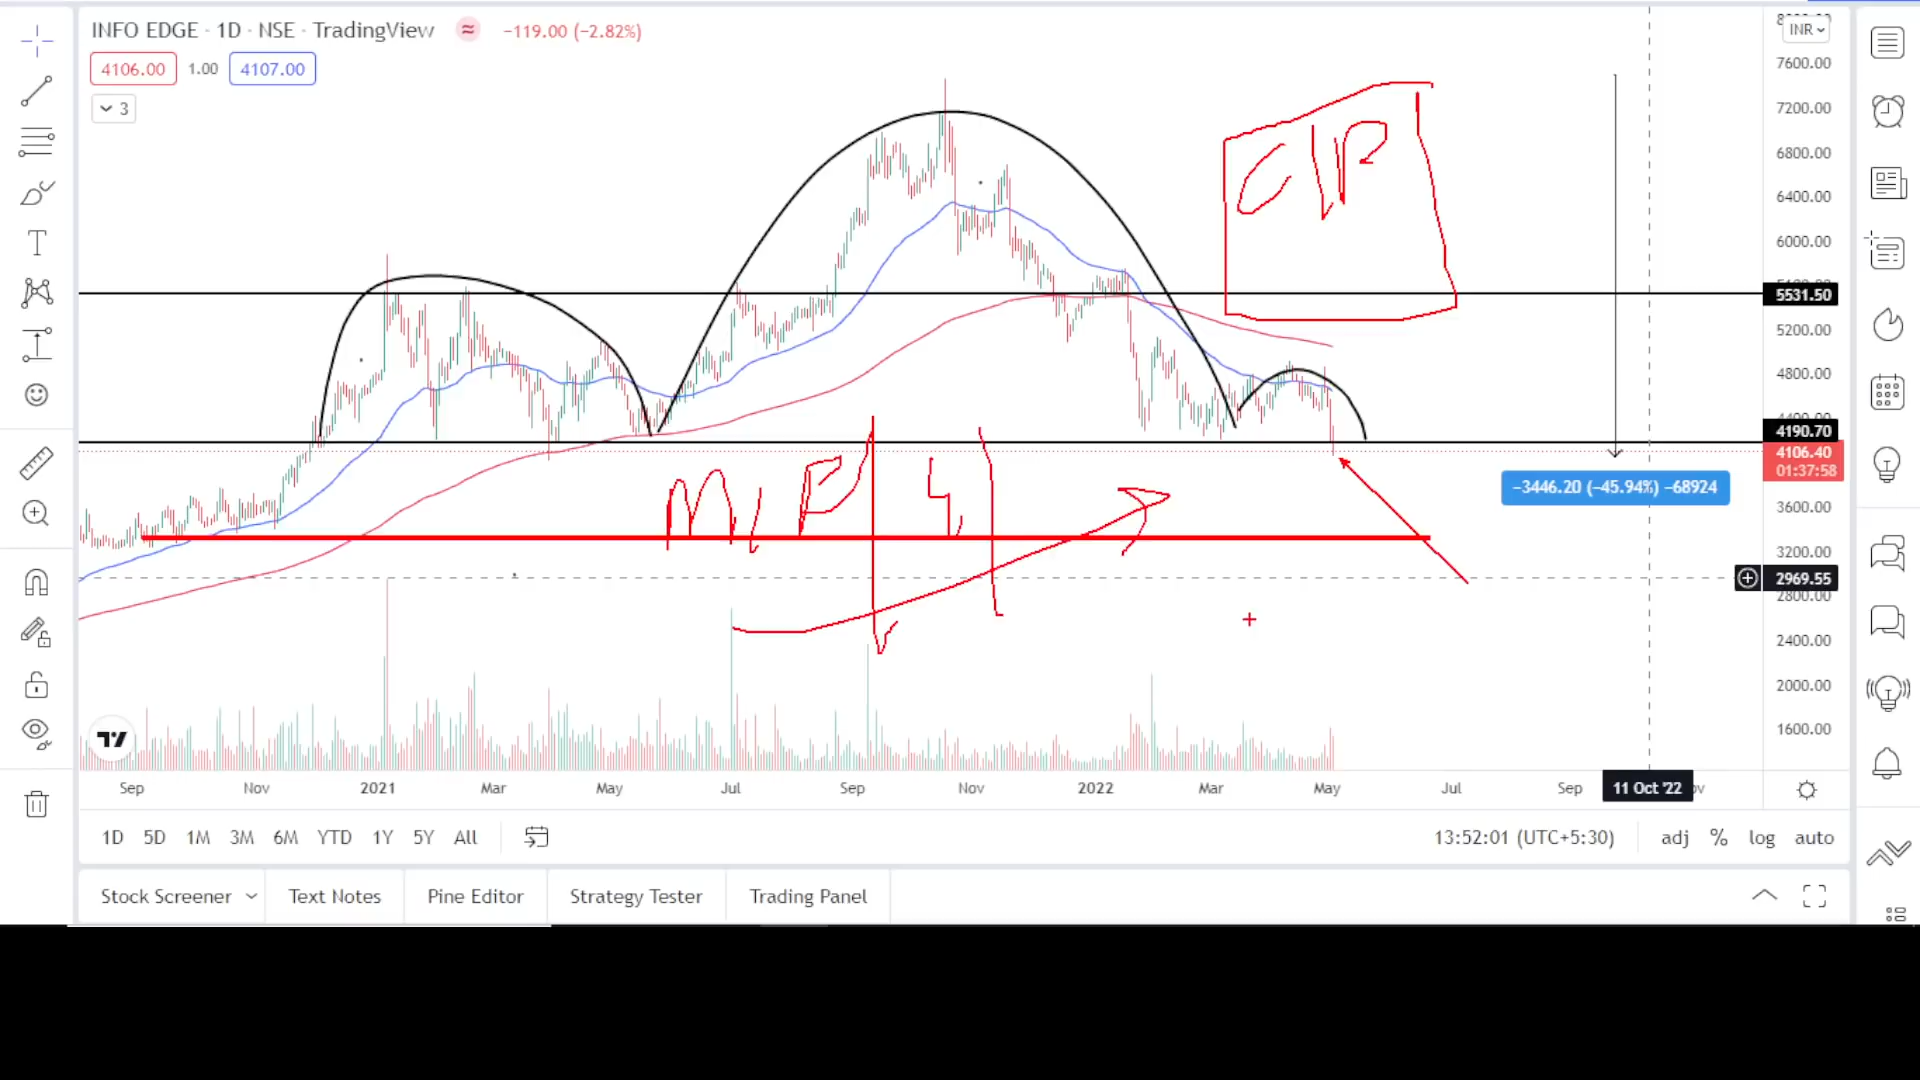 INFO EDGE · 1D · NSE · TradingView ≈ −119.00 (−2.82%)
4106.00 1.00 4107.00
3
INR
7600.00
7200.00
6800.00
6400.00
6000.00
5531.50
5200.00
4800.00
4400.00
4190.70
4106.40
01:37:58
−3446.20 (−45.94%) −68924
3600.00
3200.00
2969.55
2800.00
2400.00
2000.00
1600.00
Sep Nov 2021 Mar May Jul Sep Nov 2022 Mar May Jul Sep 11 Oct '22
1D 5D 1M 3M 6M YTD 1Y 5Y All 13:52:01 (UTC+5:30) adj % log auto
Stock Screener Text Notes Pine Editor Strategy Tester Trading Panel